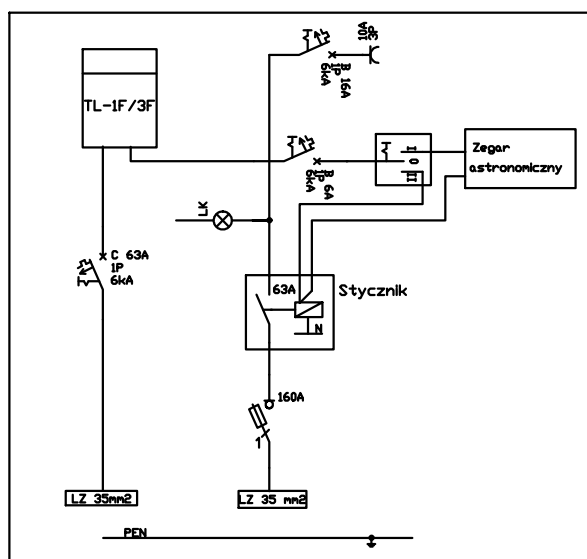 10A
3P
B 16A
1P
6kA
TL-1F/3F
B 6A
1P
6kA
I
0
II
Zegar
astronomiczny
LK
C 63A
1P
6kA
63A
N
Stycznik
160A
1
LZ 35mm2
LZ 35 mm2
PEN